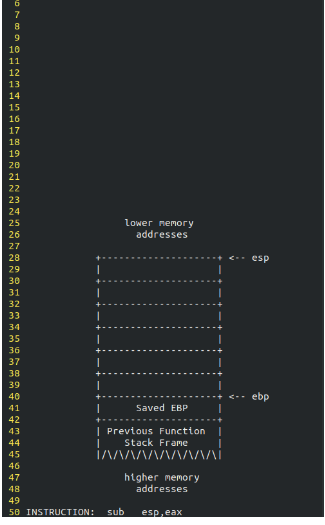 6
7
8
9
10
11
12
13
14
15
16
17
18
19
20
21
22
23
24
25 lower memory
26 addresses
27
28 +--------------------+ <-- esp
29 |                    |
30 +--------------------+
31 |                    |
32 +--------------------+
33 |                    |
34 +--------------------+
35 |                    |
36 +--------------------+
37 |                    |
38 +--------------------+
39 |                    |
40 +--------------------+ <-- ebp
41 |      Saved EBP     |
42 +--------------------+
43 | Previous Function  |
44 |    Stack Frame     |
45 |/\/\/\/\/\/\/\/\/\/\|
46
47 higher memory
48 addresses
49
50 INSTRUCTION:  sub   esp,eax